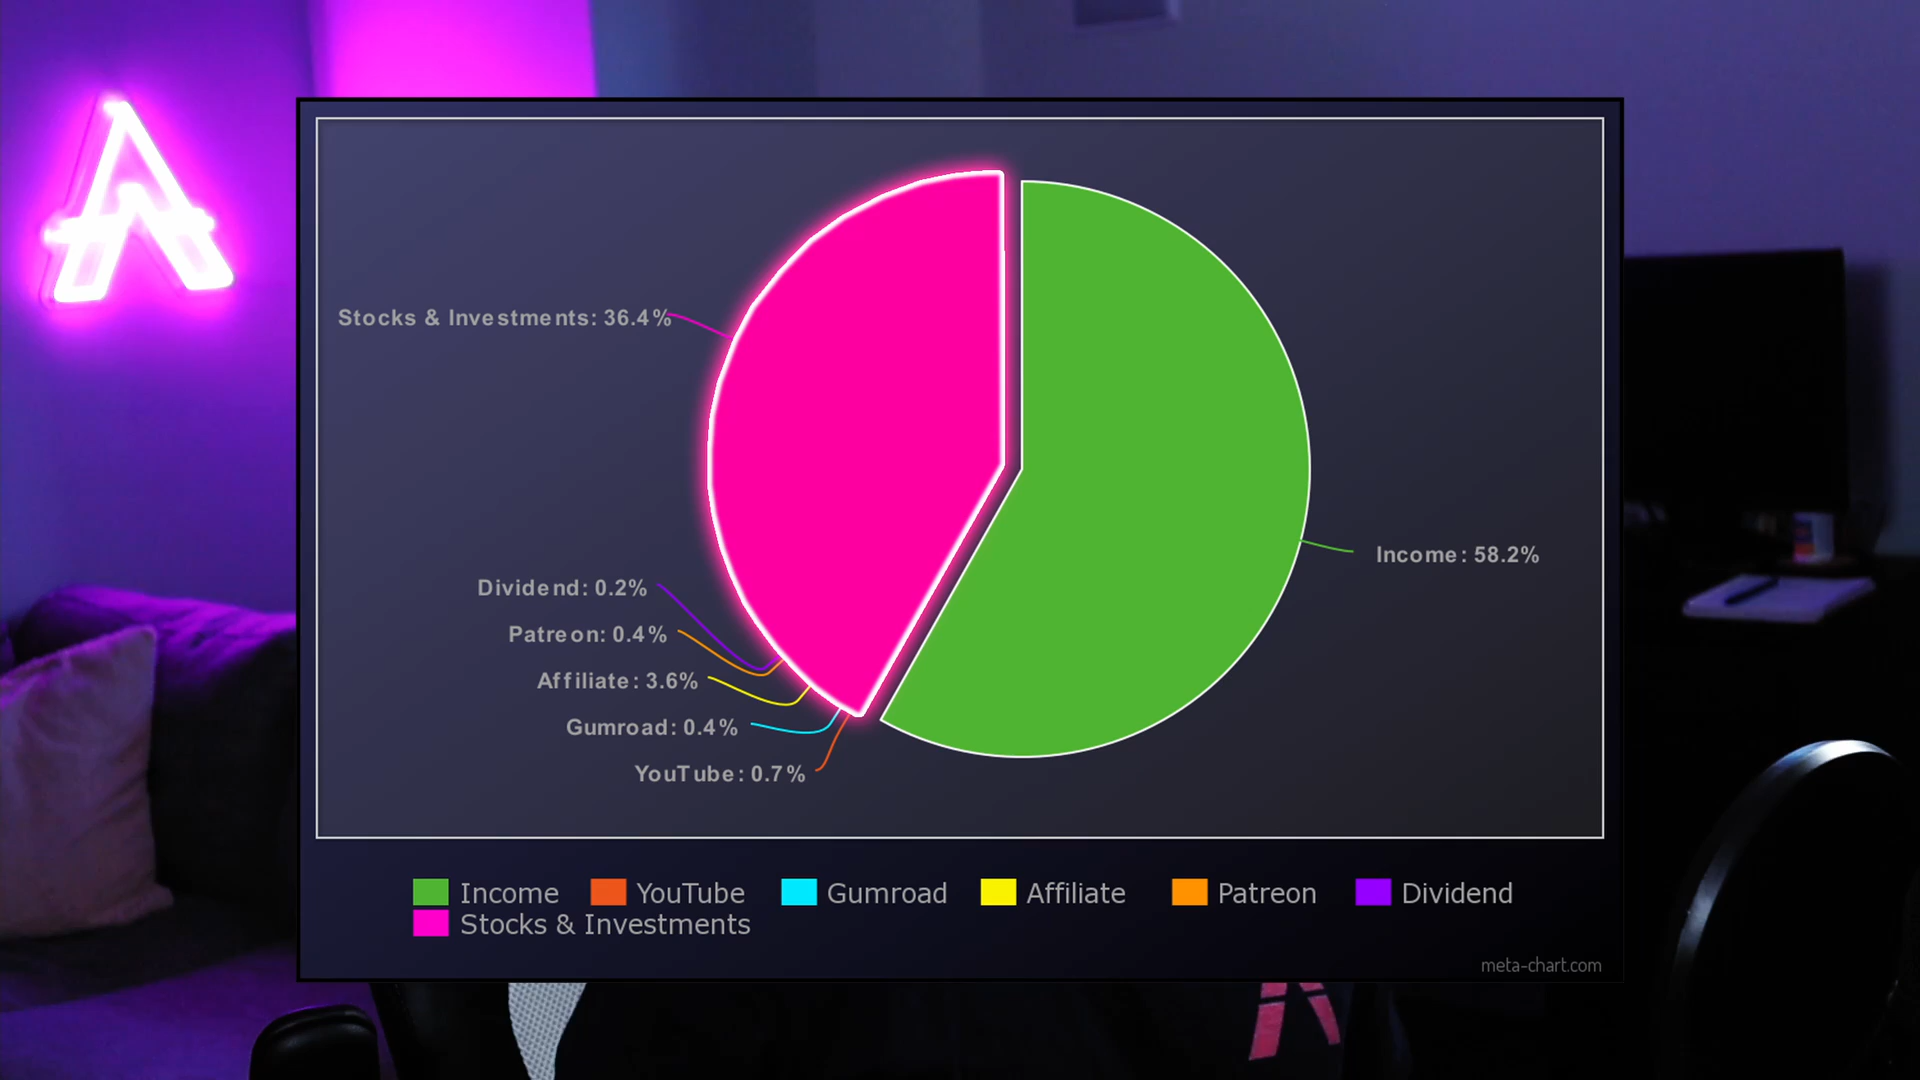 Stocks & Investments: 36.4%
Income: 58.2%
Dividend: 0.2%
Patreon: 0.4%
Affiliate: 3.6%
Gumroad: 0.4%
YouTube: 0.7%
Income YouTube Gumroad Affiliate Patreon Dividend
Stocks & Investments
meta-chart.com